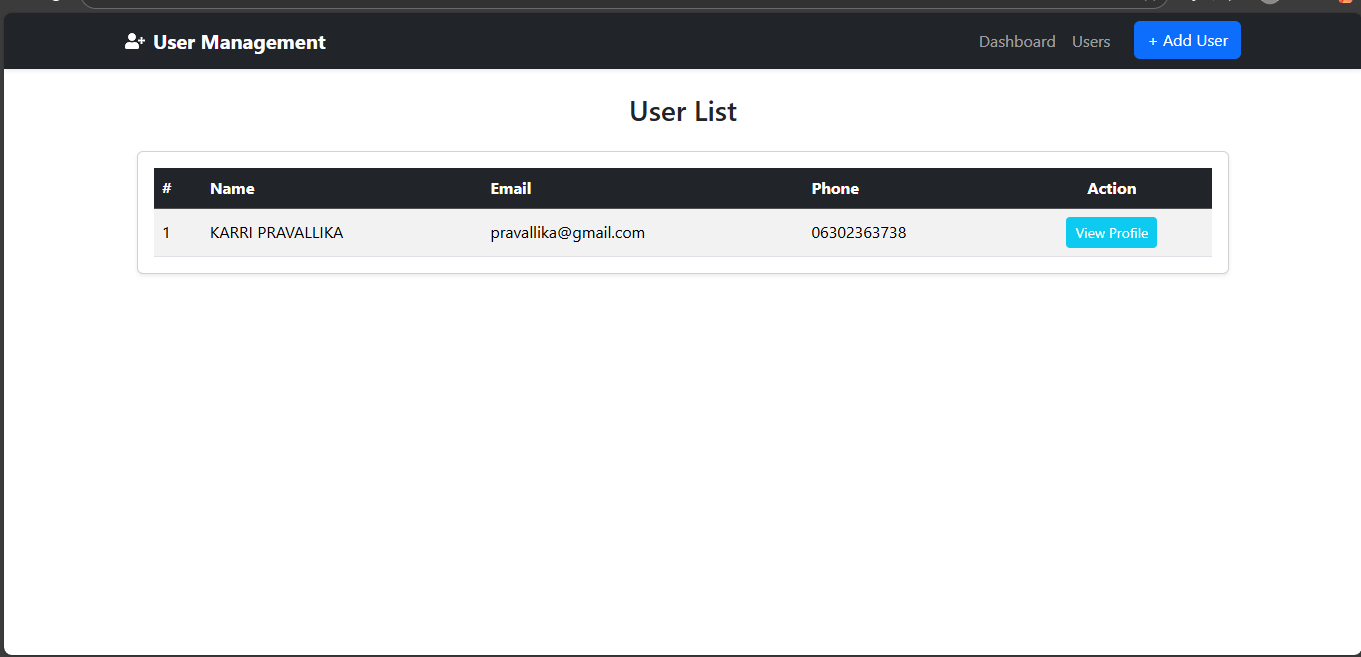 User Management Dashboard Users + Add User
User List
# Name Email Phone Action
1 KARRI PRAVALLIKA pravallika@gmail.com 06302363738 View Profile